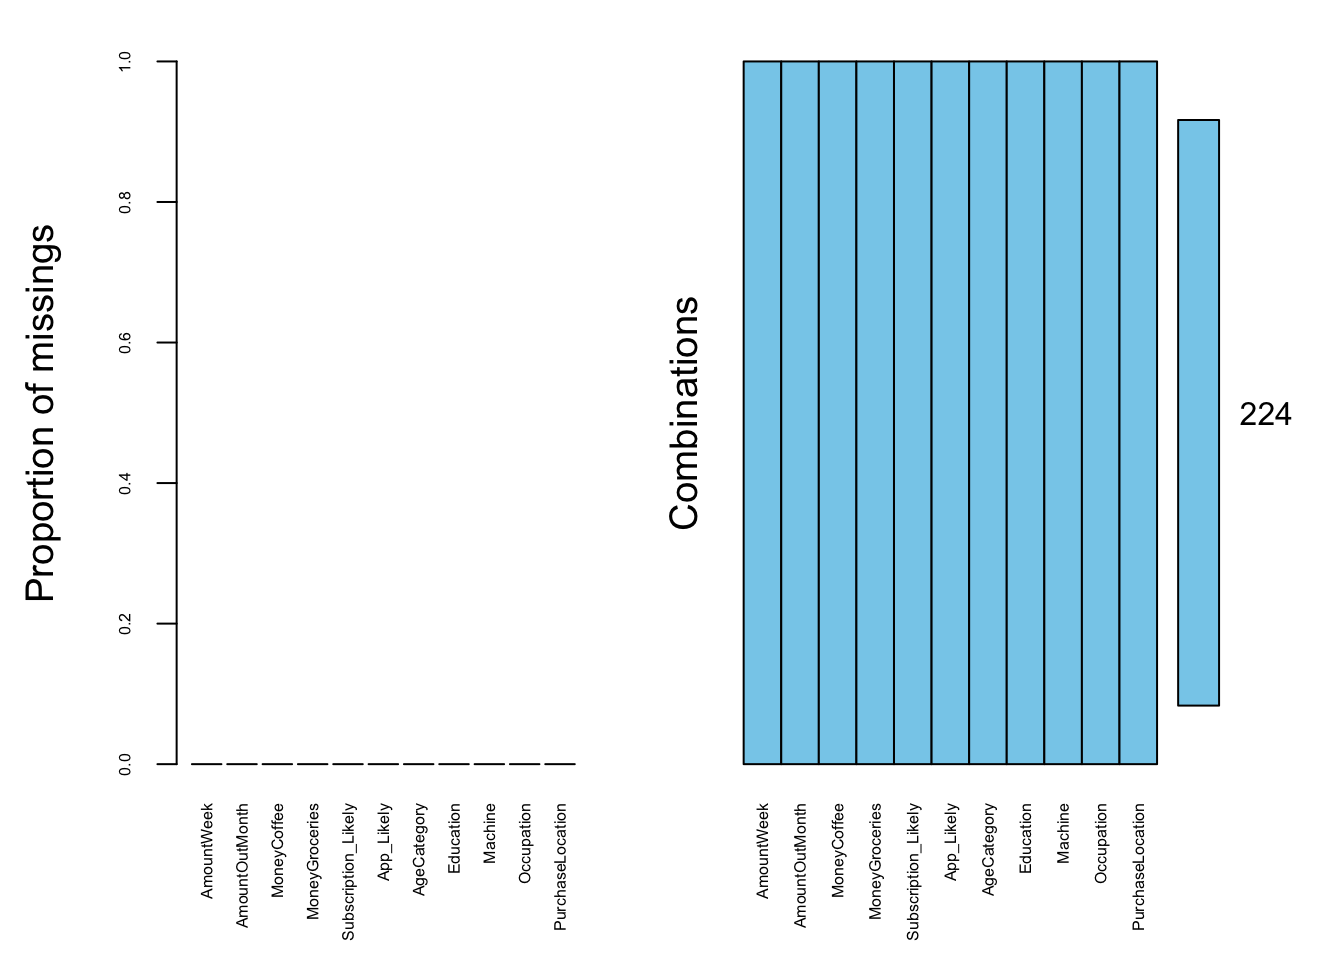 Proportion of missings
1.0
0.8
0.6
0.4
0.2
0.0
AmountWeek
AmountOutMonth
MoneyCoffee
MoneyGroceries
Subscription_Likely
App_Likely
AgeCategory
Education
Machine
Occupation
PurchaseLocation
Combinations
AmountWeek
AmountOutMonth
MoneyCoffee
MoneyGroceries
Subscription_Likely
App_Likely
AgeCategory
Education
Machine
Occupation
PurchaseLocation
224